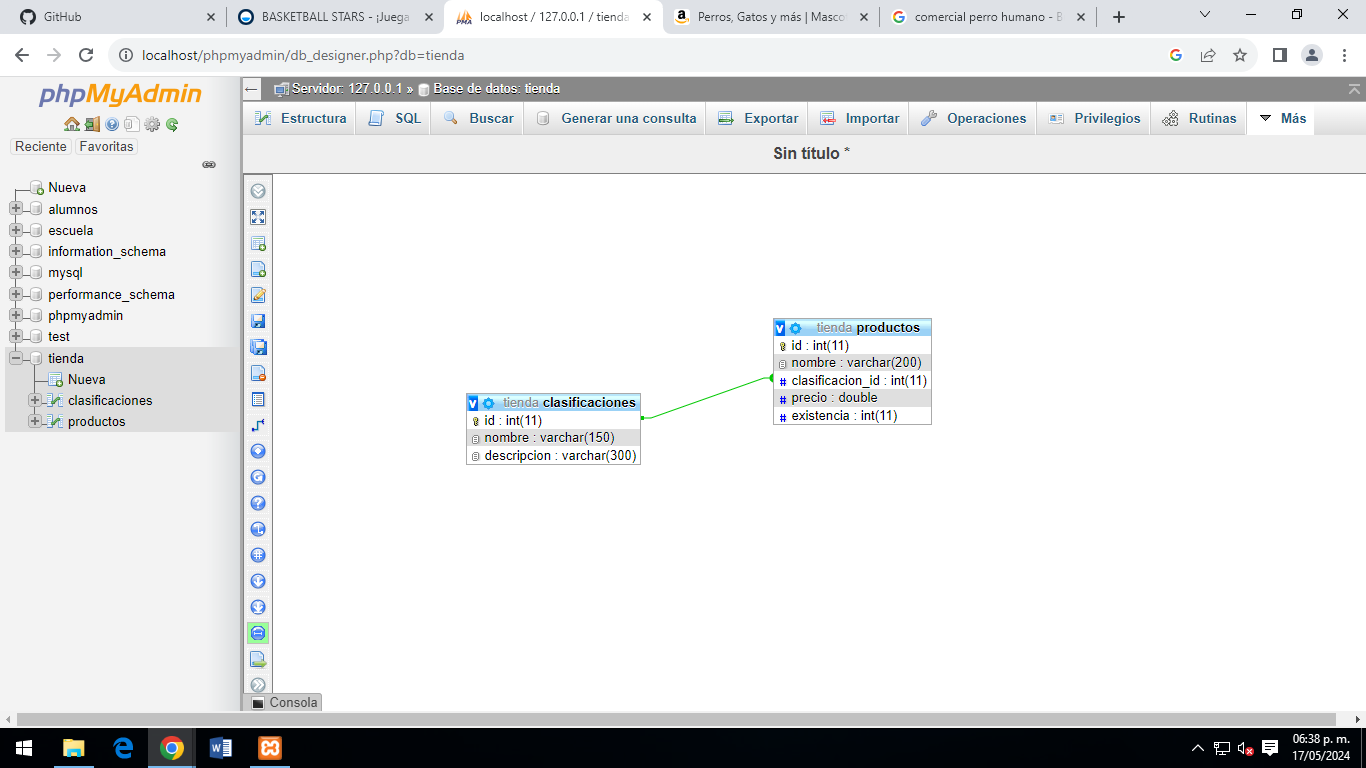 GitHub
BASKETBALL STARS - ¡Juega
localhost / 127.0.0.1 / tienda
Perros, Gatos y más | Masco
comercial perro humano - B
localhost/phpmyadmin/db_designer.php?db=tienda
phpMyAdmin
Reciente
Favoritas
Nueva
alumnos
escuela
information_schema
mysql
performance_schema
phpmyadmin
test
tienda
Nueva
clasificaciones
productos
Servidor: 127.0.0.1 » Base de datos: tienda
Estructura
SQL
Buscar
Generar una consulta
Exportar
Importar
Operaciones
Privilegios
Rutinas
Más
Sin título *
tienda productos
id : int(11)
nombre : varchar(200)
clasificacion_id : int(11)
precio : double
existencia : int(11)
tienda clasificaciones
id : int(11)
nombre : varchar(150)
descripcion : varchar(300)
Consola
06:38 p. m.
17/05/2024